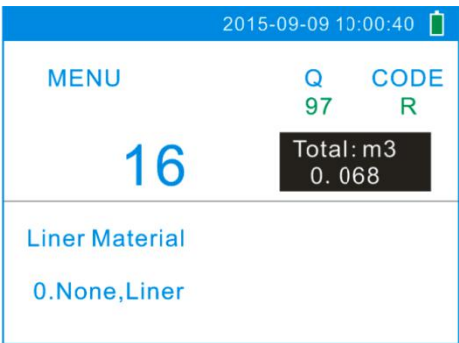 2015-09-09 10:00:40
MENU
Q
CODE
97
R
16
Total: m3
0. 068
Liner Material
0.None,Liner